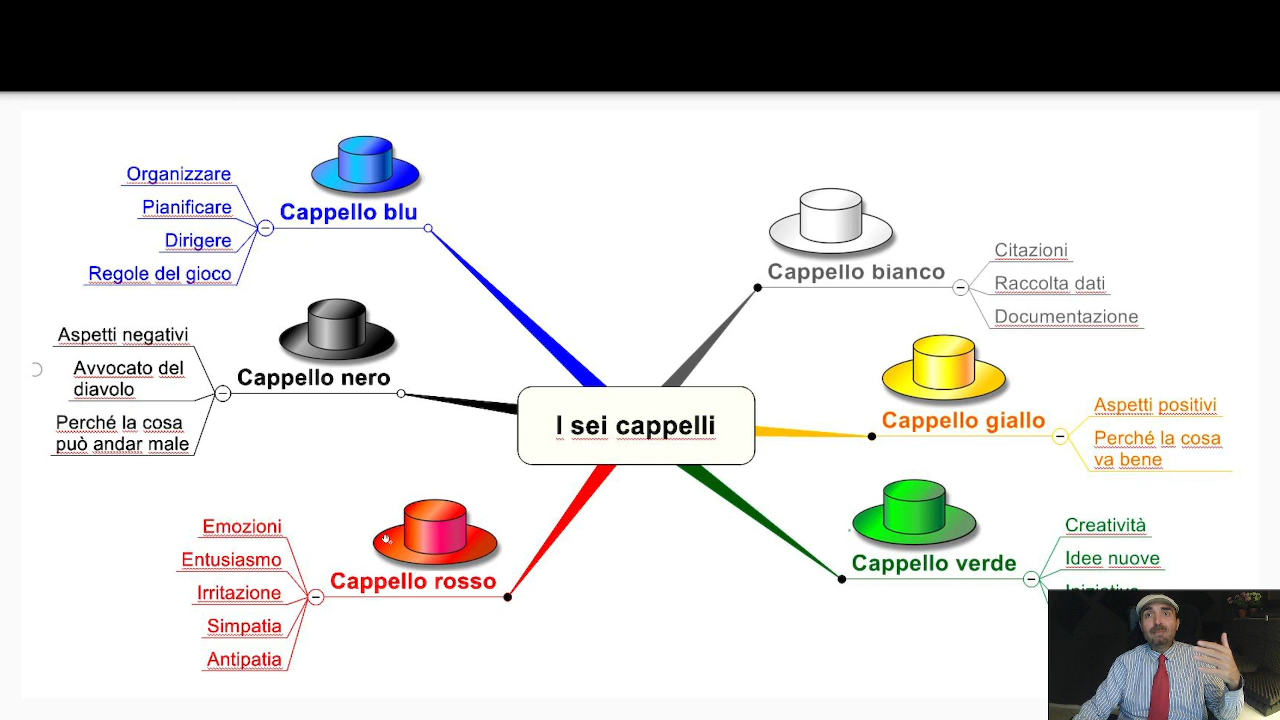 Organizzare
Pianificare
Dirigere
Regole del gioco
Cappello blu
Aspetti negativi
Avvocato del
diavolo
Perché la cosa
può andar male
Cappello nero
Emozioni
Entusiasmo
Irritazione
Simpatia
Antipatia
Cappello rosso
I sei cappelli
Cappello bianco
Citazioni
Raccolta dati
Documentazione
Cappello giallo
Aspetti positivi
Perché la cosa
va bene
Cappello verde
Creatività
Idee nuove